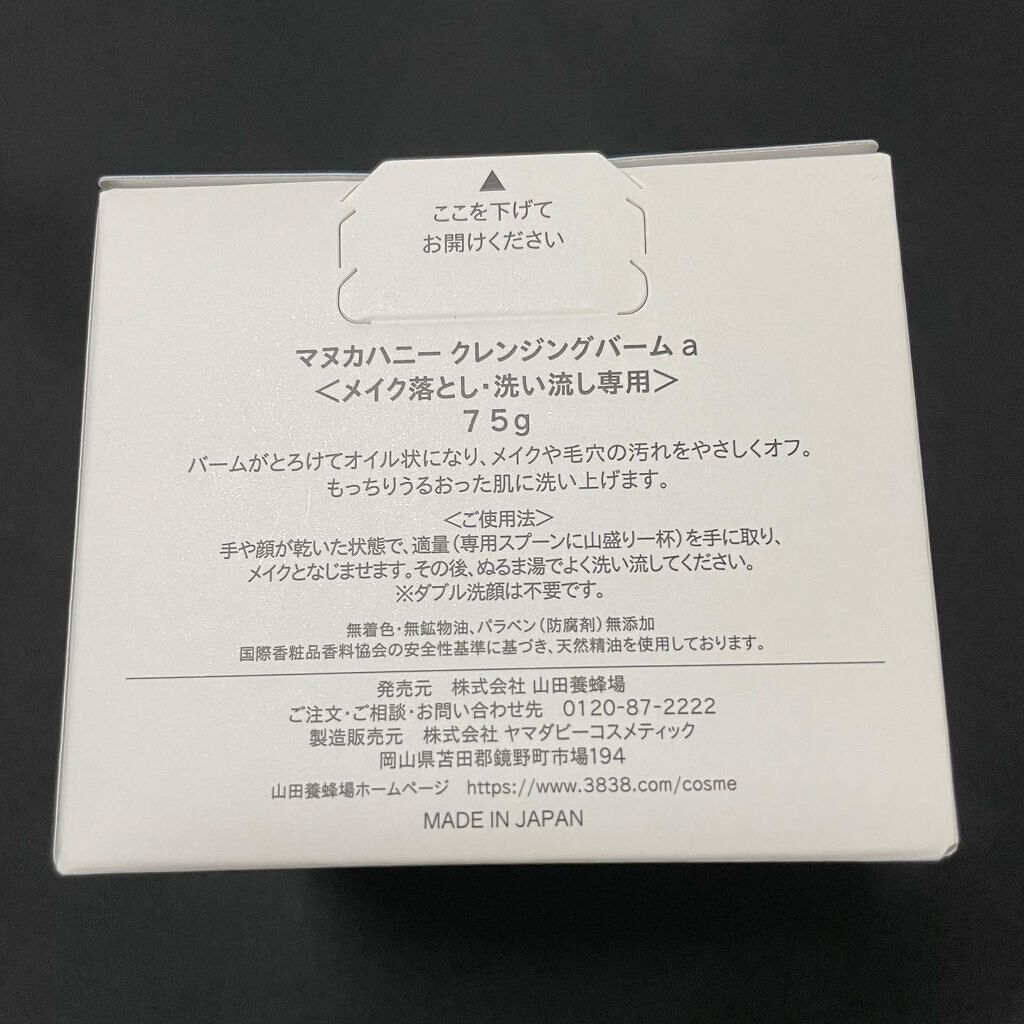 ▲
ここを下げて
お開けください
マヌカハニー クレンジングバーム a
＜メイク落とし・洗い流し専用＞
７５g
バームがとろけてオイル状になり、メイクや毛穴の汚れをやさしくオフ。
もっちりうるおった肌に洗い上げます。
＜ご使用法＞
手や顔が乾いた状態で、適量（専用スプーンに山盛り一杯）を手に取り、
メイクとなじませます。その後、ぬるま湯でよく洗い流してください。
※ダブル洗顔は不要です。
無着色・無鉱物油、パラベン（防腐剤）無添加
国際香粧品香料協会の安全性基準に基づき、天然精油を使用しております。
発売元　株式会社 山田養蜂場
ご注文・ご相談・お問い合わせ先　0120-87-2222
製造販売元　株式会社 ヤマダビーコスメティック
岡山県苫田郡鏡野町市場194
山田養蜂場ホームページ　https://www.3838.com/cosme
MADE IN JAPAN